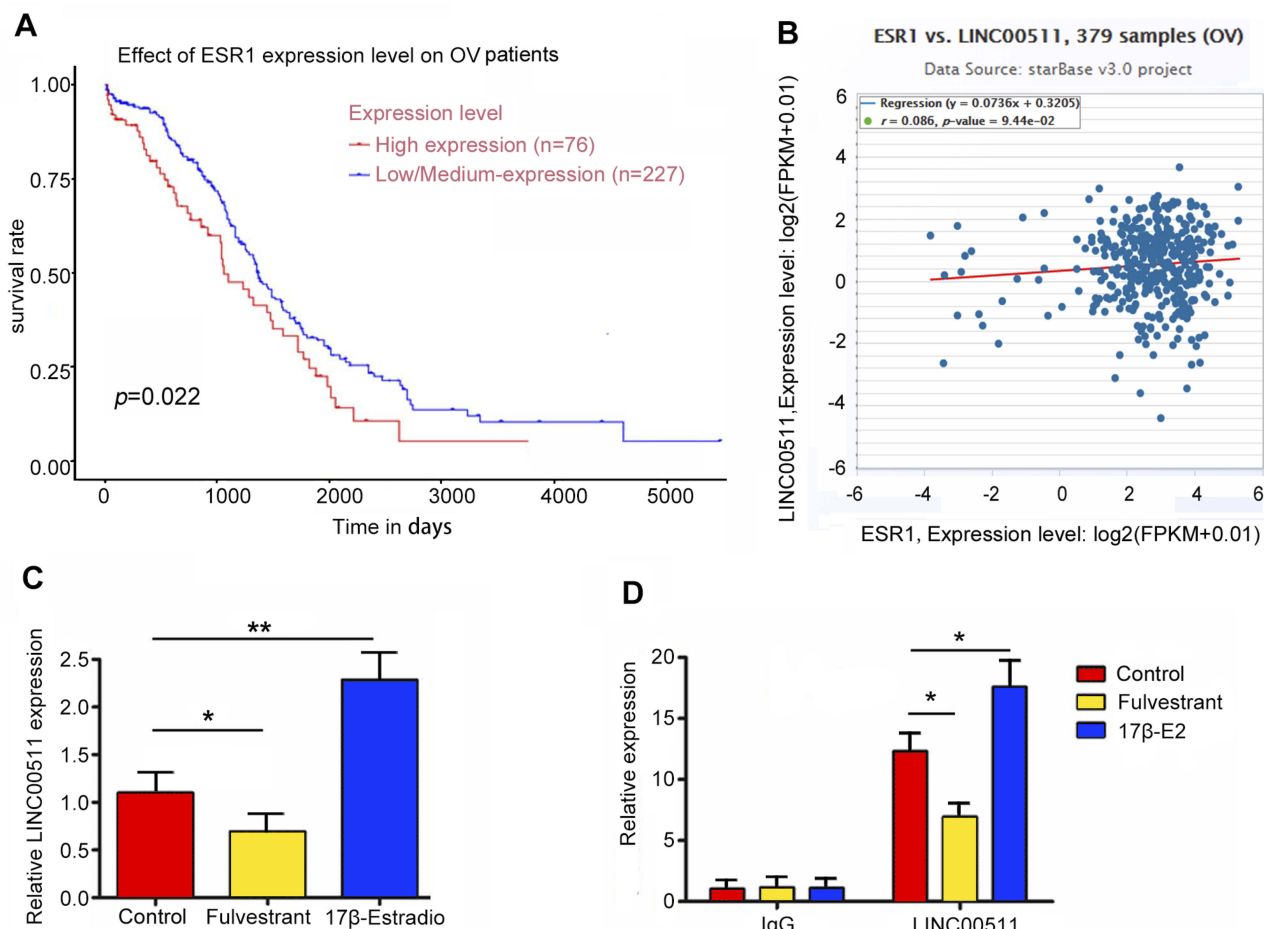 A
Effect of ESR1 expression level on OV patients
Expression level
High expression (n=76)
Low/Medium-expression (n=227)
survival rate
1.00
0.75
0.50
0.25
0.00
p=0.022
0 1000 2000 3000 4000 5000
Time in days
B
ESR1 vs. LINC00511, 379 samples (OV)
Data Source: starBase v3.0 project
Regression (y = 0.0736x + 0.3205)
r = 0.086, p-value = 9.44e-02
LINC00511,Expression level: log2(FPKM+0.01)
6
4
2
0
-2
-4
-6
-6 -4 -2 0 2 4 6
ESR1, Expression level: log2(FPKM+0.01)
C
Relative LINC00511 expression
2.5
2.0
1.5
1.0
0.5
0.0
**
*
Control Fulvestrant 17β-Estradio
D
Relative expression
20
15
10
5
0
*
*
IgG LINC00511
Control
Fulvestrant
17β-E2